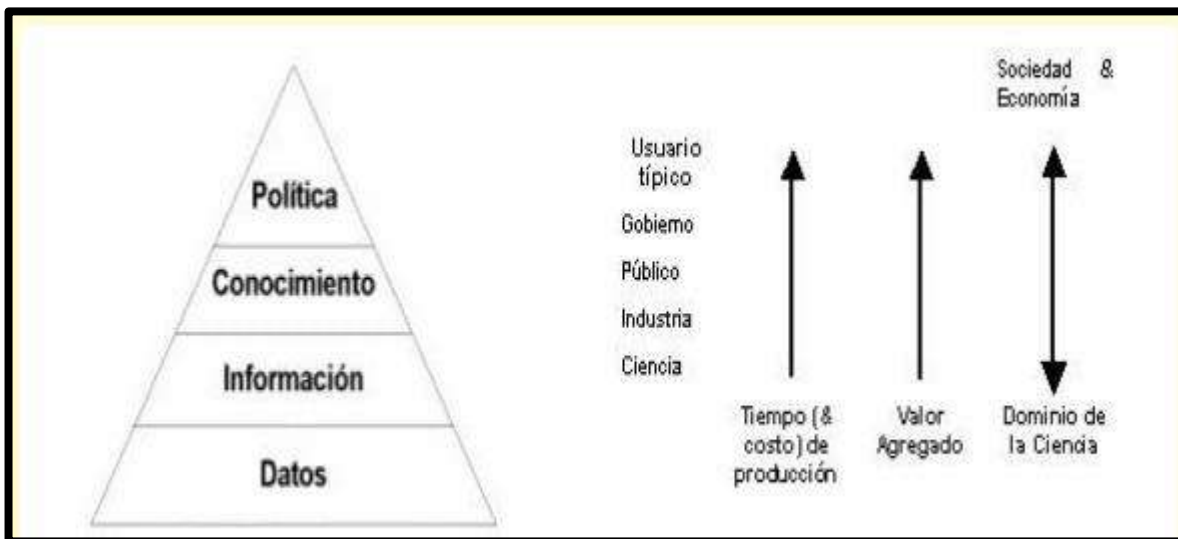 Política
Conocimiento
Información
Datos
Usuario
típico
Gobierno
Público
Industria
Ciencia
Sociedad &
Economía
Tiempo (&
costo) de
producción
Valor
Agregado
Dominio de
la Ciencia